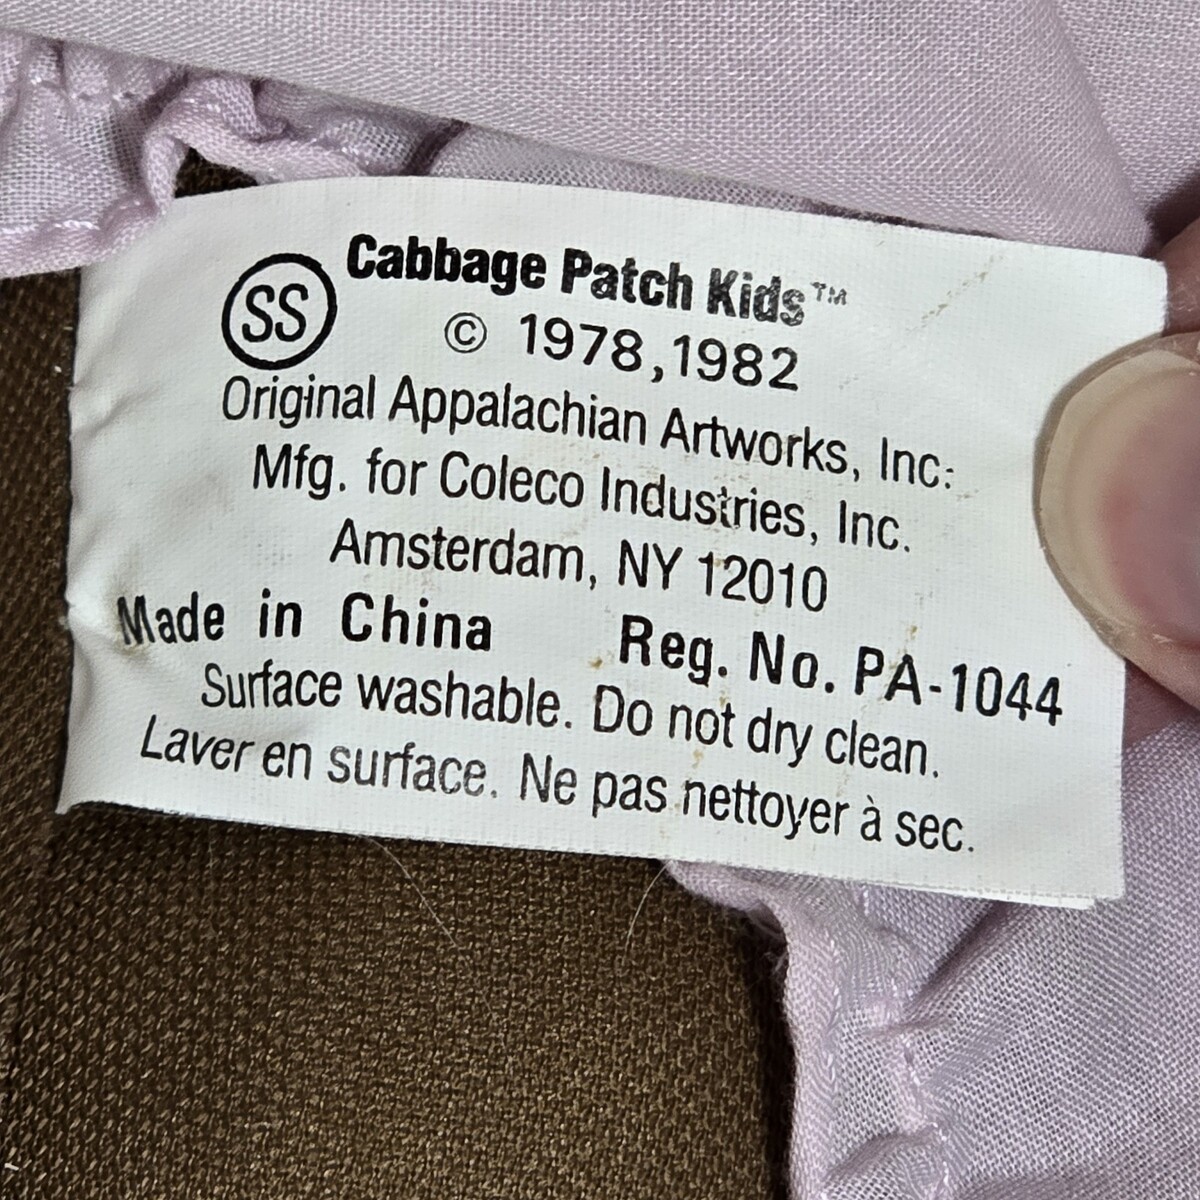 SS
Cabbage Patch Kids™
© 1978,1982
Original Appalachian Artworks, Inc.
Mfg. for Coleco Industries, Inc.
Amsterdam, NY 12010
Made in China Reg. No. PA-1044
Surface washable. Do not dry clean.
Laver en surface. Ne pas nettoyer à sec.